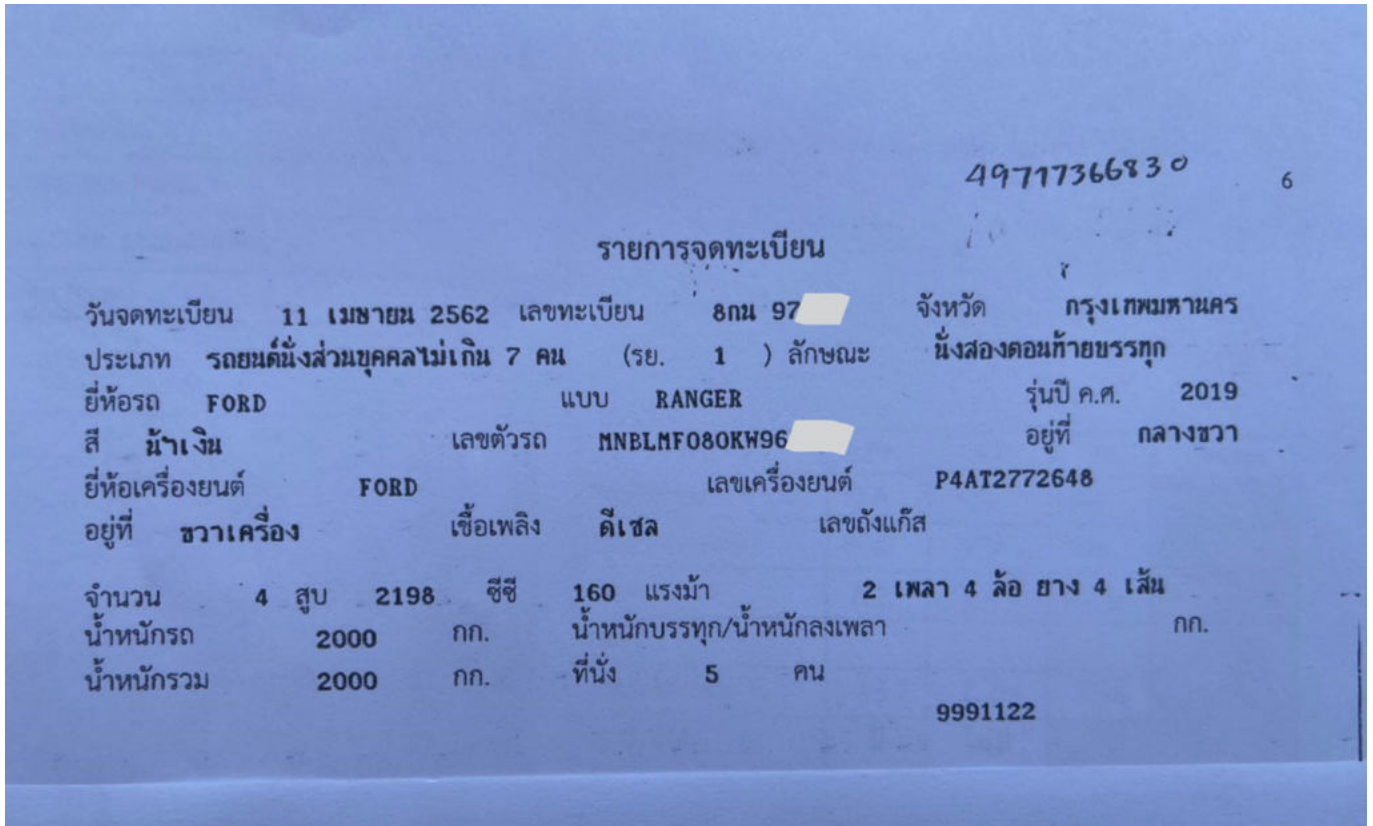 49717366830
6
รายการจดทะเบียน
วันจดทะเบียน 11 เมษายน 2562 เลขทะเบียน 8กน 97 จังหวัด กรุงเทพมหานคร
ประเภท รถยนต์นั่งส่วนบุคคลไม่เกิน 7 คน (รย. 1 ) ลักษณะ นั่งสองตอนท้ายบรรทุก
ยี่ห้อรถ FORD แบบ RANGER รุ่นปี ค.ศ. 2019
สี น้ำเงิน เลขตัวรถ MNBLMF080KW96 อยู่ที่ กลางขวา
ยี่ห้อเครื่องยนต์ FORD เลขเครื่องยนต์ P4AT2772648
อยู่ที่ ขวาเครื่อง เชื้อเพลิง ดีเซล เลขถังแก๊ส
จำนวน 4 สูบ 2198 ซีซี 160 แรงม้า 2 เพลา 4 ล้อ ยาง 4 เส้น
น้ำหนักรถ 2000 กก. น้ำหนักบรรทุก/น้ำหนักลงเพลา กก.
น้ำหนักรวม 2000 กก. ที่นั่ง 5 คน
9991122